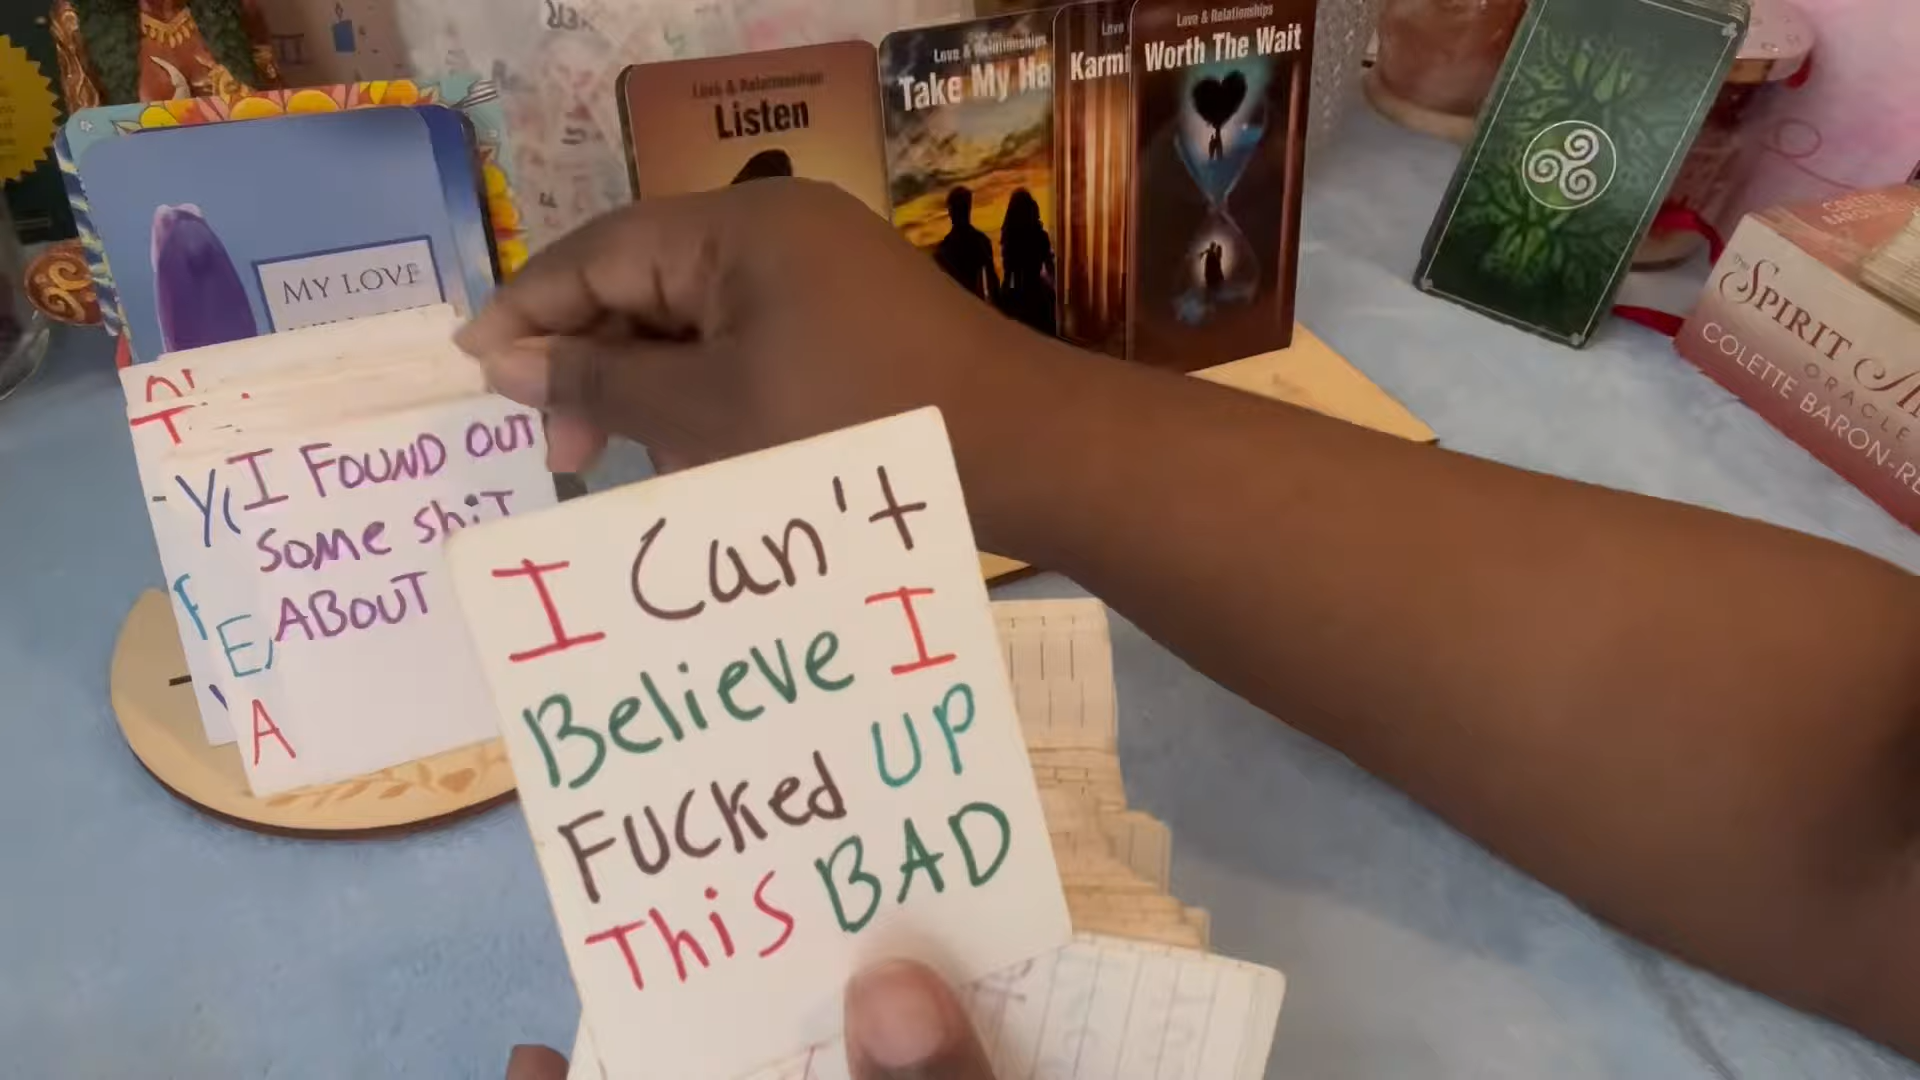 Love & Relationships
Listen
Love & Relationships
Take My Ha
Love
Karmi
Love & Relationships
Worth The Wait
MY LOVE
I FOUND OUT
Some shiT
ABOUT
I Can't
Believe I
FUCKed UP
This BAD
SPIRIT
ORACLE
COLETTE BARON-RE